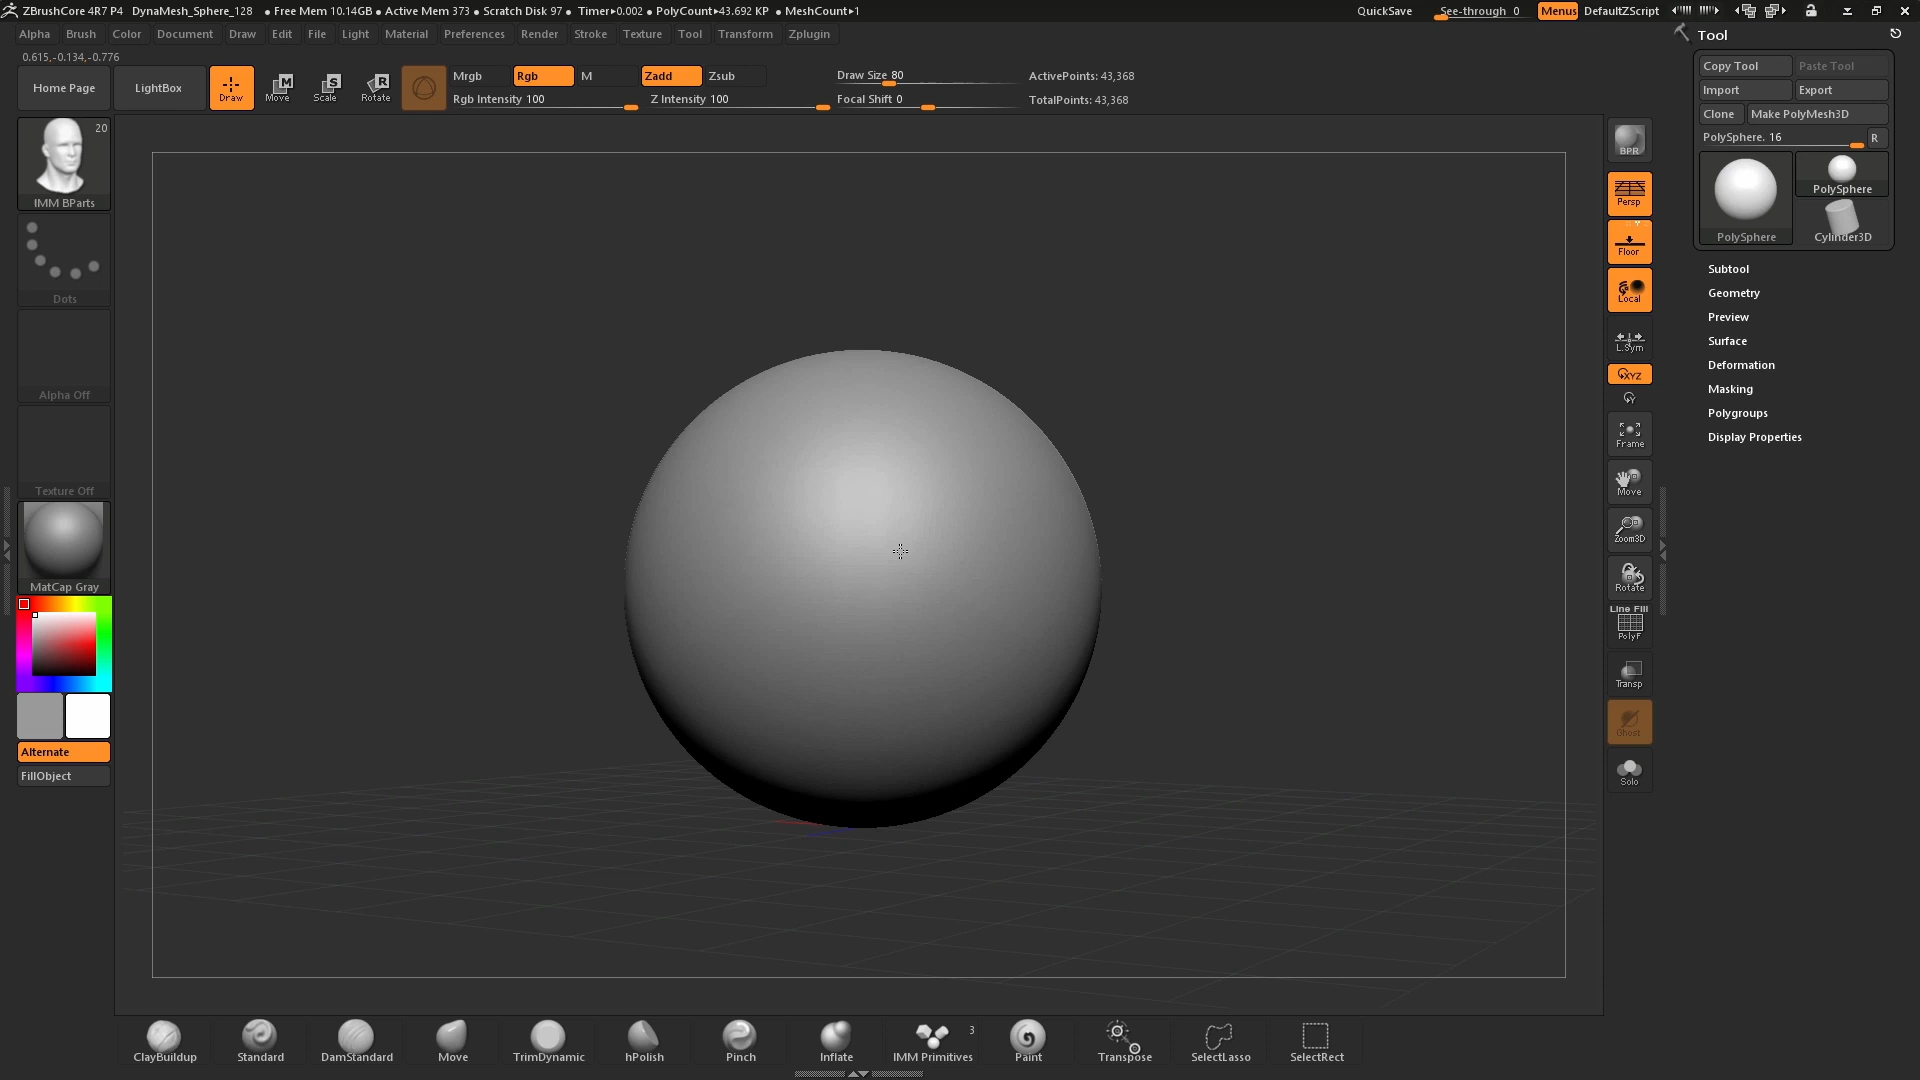 ZBrushCore 4R7 P4 DynaMesh_Sphere_128 • Free Mem 10.14GB • Active Mem 373 • Scratch Disk 97 • Timer▸0.002 • PolyCount▸43.692 KP • MeshCount▸1 QuickSave See-through 0 Menus DefaultZScript
Alpha Brush Color Document Draw Edit File Light Material Preferences Render Stroke Texture Tool Transform Zplugin
Tool
0.615,-0.134,-0.776
Home Page LightBox Draw Move Scale Rotate
M S R
Mrgb Rgb M Zadd Zsub
Rgb Intensity 100 Z Intensity 100
Draw Size 80
Focal Shift 0
ActivePoints: 43,368
TotalPoints: 43,368
Copy Tool Paste Tool
Import Export
Clone Make PolyMesh3D
PolySphere. 16 R
PolySphere
PolySphere Cylinder3D
Subtool
Geometry
Preview
Surface
Deformation
Masking
Polygroups
Display Properties
20
IMM BParts
Dots
Alpha Off
Texture Off
MatCap Gray
Alternate
FillObject
BPR
Persp
Floor
Local
L.Sym
XYZ
Y
Frame
Move
Zoom3D
Rotate
Line Fill
PolyF
Transp
Ghost
Solo
3
ClayBuildup Standard DamStandard Move TrimDynamic hPolish Pinch Inflate IMM Primitives Paint Transpose SelectLasso SelectRect